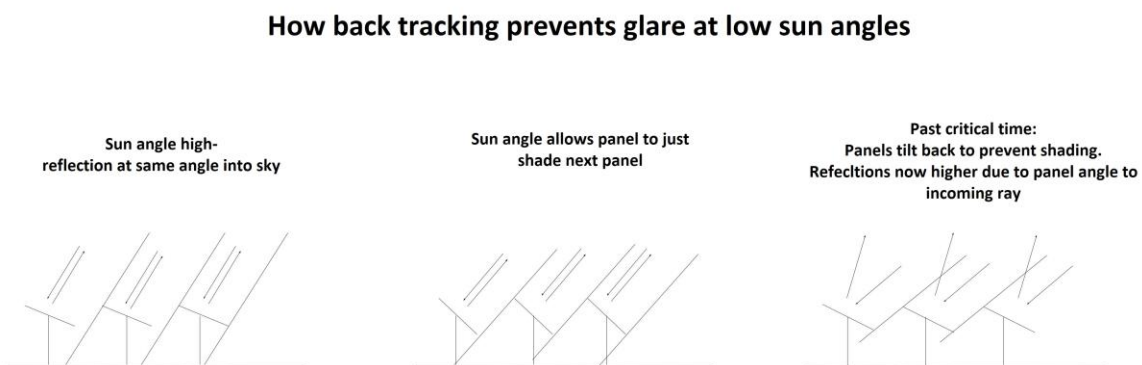 How back tracking prevents glare at low sun angles
Sun angle high-
reflection at same angle into sky
Sun angle allows panel to just
shade next panel
Past critical time:
Panels tilt back to prevent shading.
Refecltions now higher due to panel angle to
incoming ray